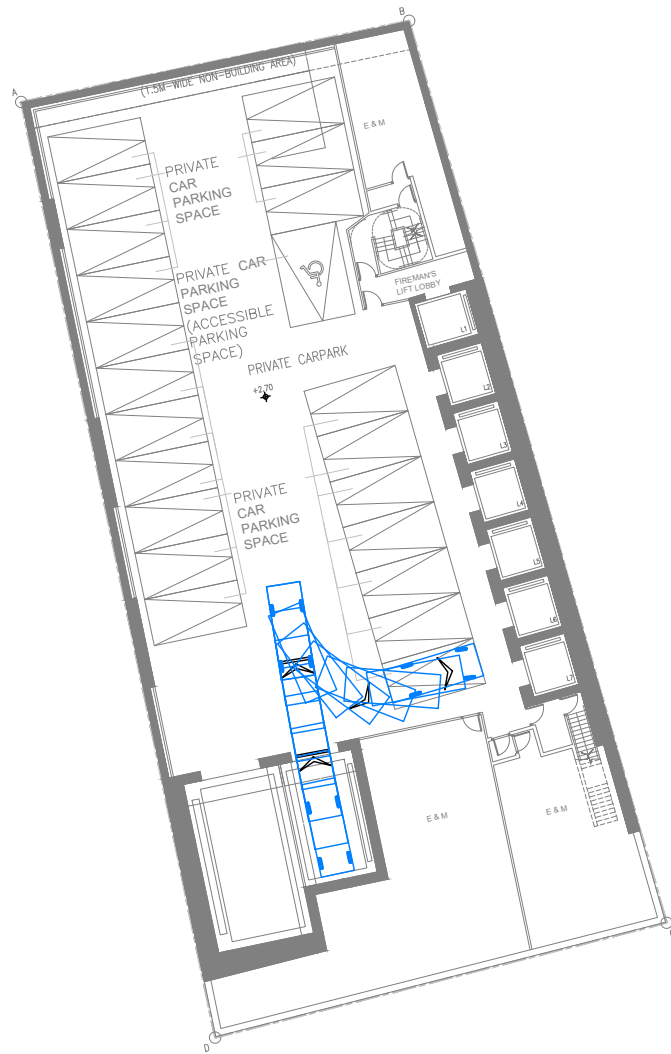 B
A
(1.5M-WIDE NON-BUILDING AREA)
E & M
PRIVATE
CAR
PARKING
SPACE
PRIVATE CAR
PARKING
SPACE
(ACCESSIBLE
PARKING
SPACE)
FIREMAN'S
LIFT LOBBY
L1
PRIVATE CARPARK
+2.70
L2
L3
L4
PRIVATE
CAR
PARKING
SPACE
L5
L6
L7
E & M
E & M
D